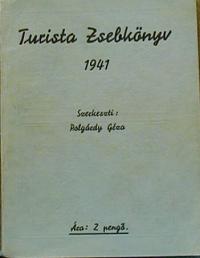 Turista Zsebkönyv
1941
Szerkeszti:
Polgárdy Géza
Ára: 2 pengő.